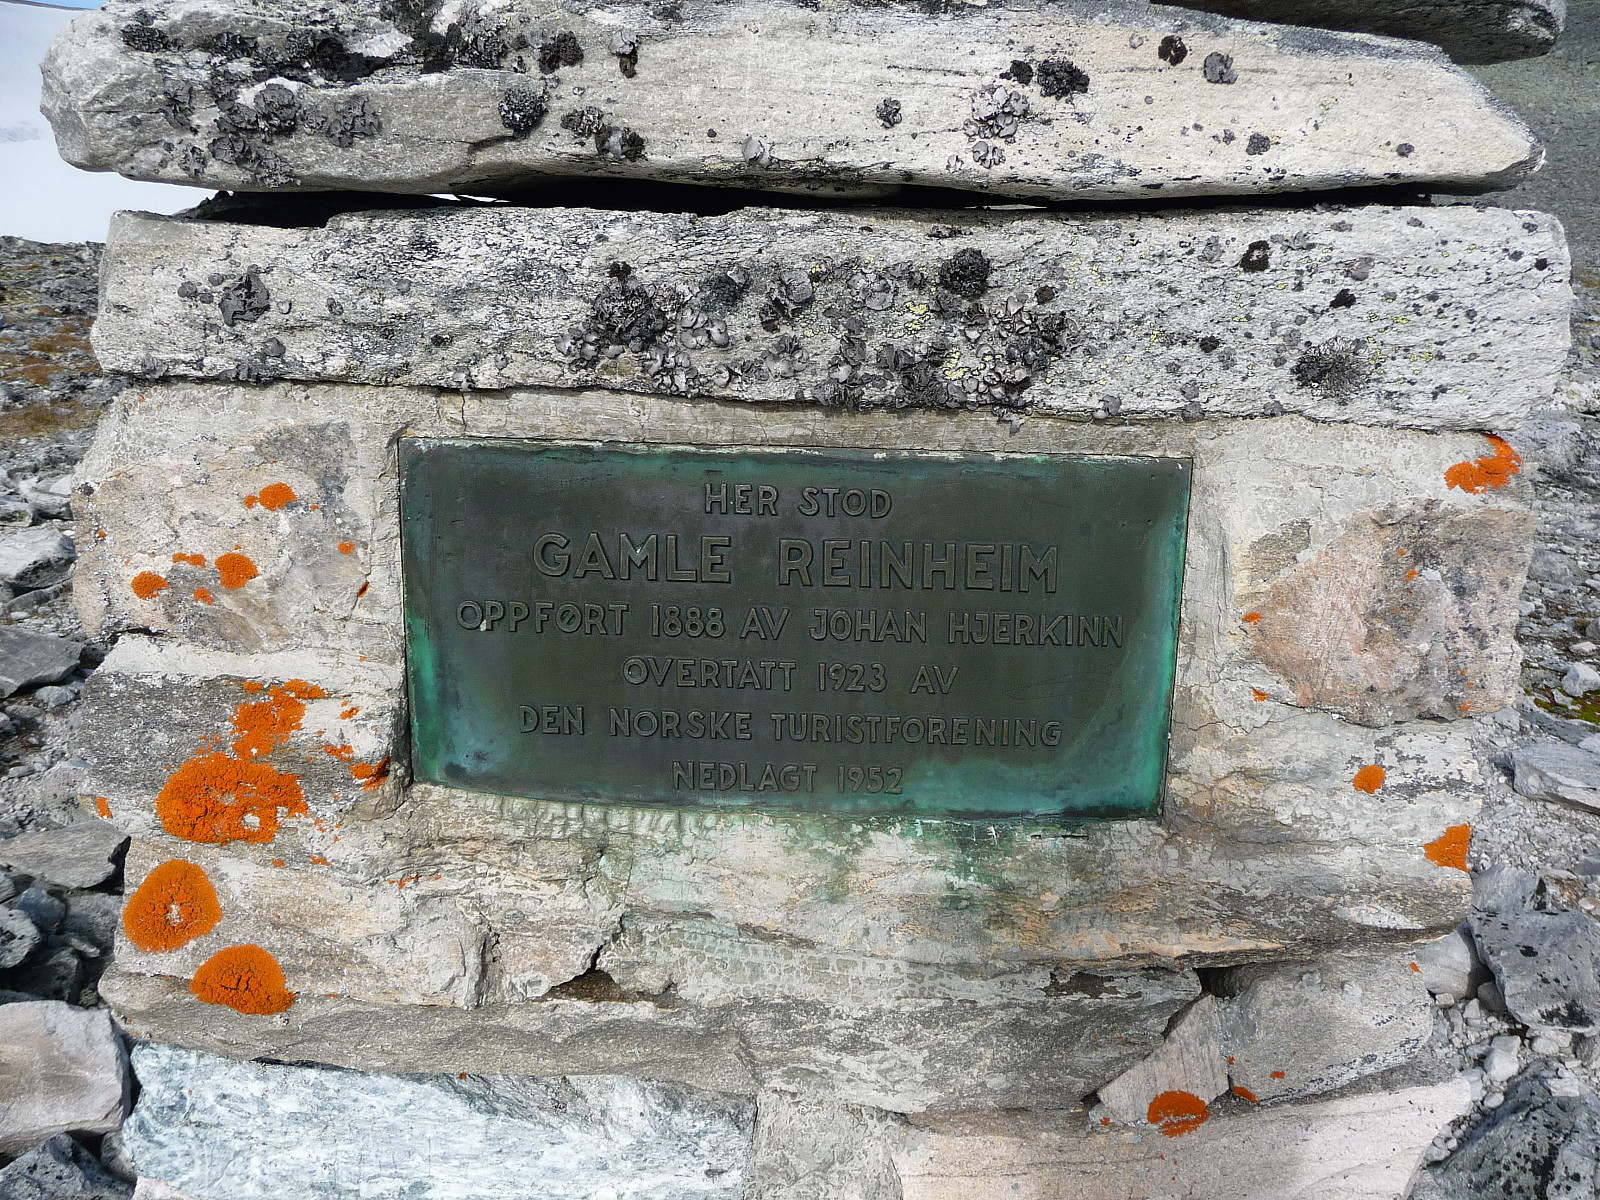 HER STOD
GAMLE REINHEIM
OPPFØRT 1888 AV JOHAN HJERKINN
OVERTATT 1923 AV
DEN NORSKE TURISTFORENING
NEDLAGT 1952